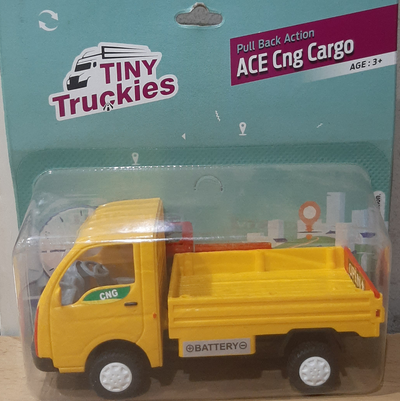 TINY
Truckies
Pull Back Action
ACE Cng Cargo
AGE : 3+
CNG
⊕BATTERY⊖